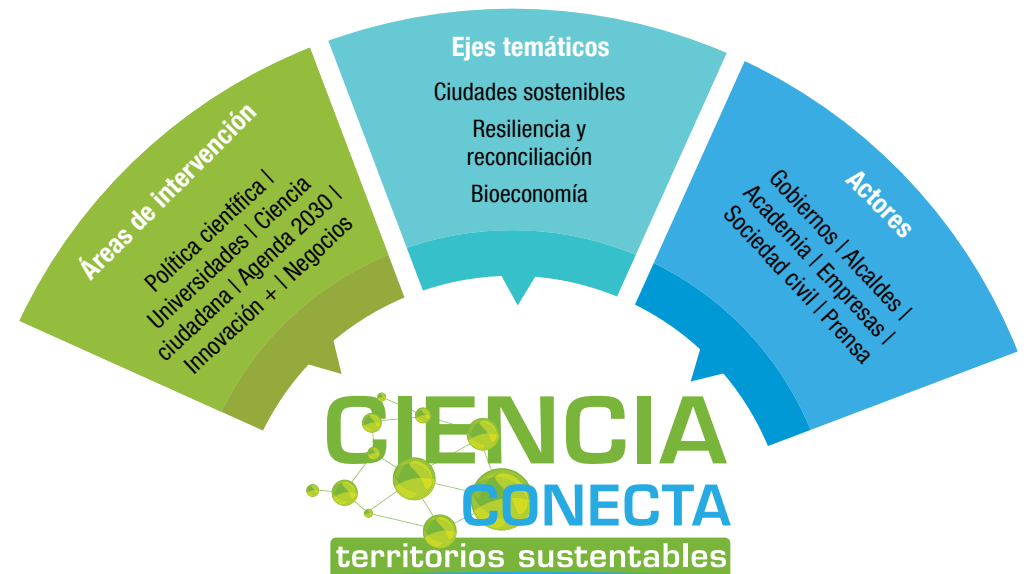 Áreas de intervención
Política científica |
Universidades | Ciencia
ciudadana | Agenda 2030 |
Innovación + | Negocios
Ejes temáticos
Ciudades sostenibles
Resiliencia y
reconciliación
Bioeconomía
Actores
Gobiernos | Alcaldes |
Academia | Empresas |
Sociedad civil | Prensa
CIENCIA
CONECTA
territorios sustentables